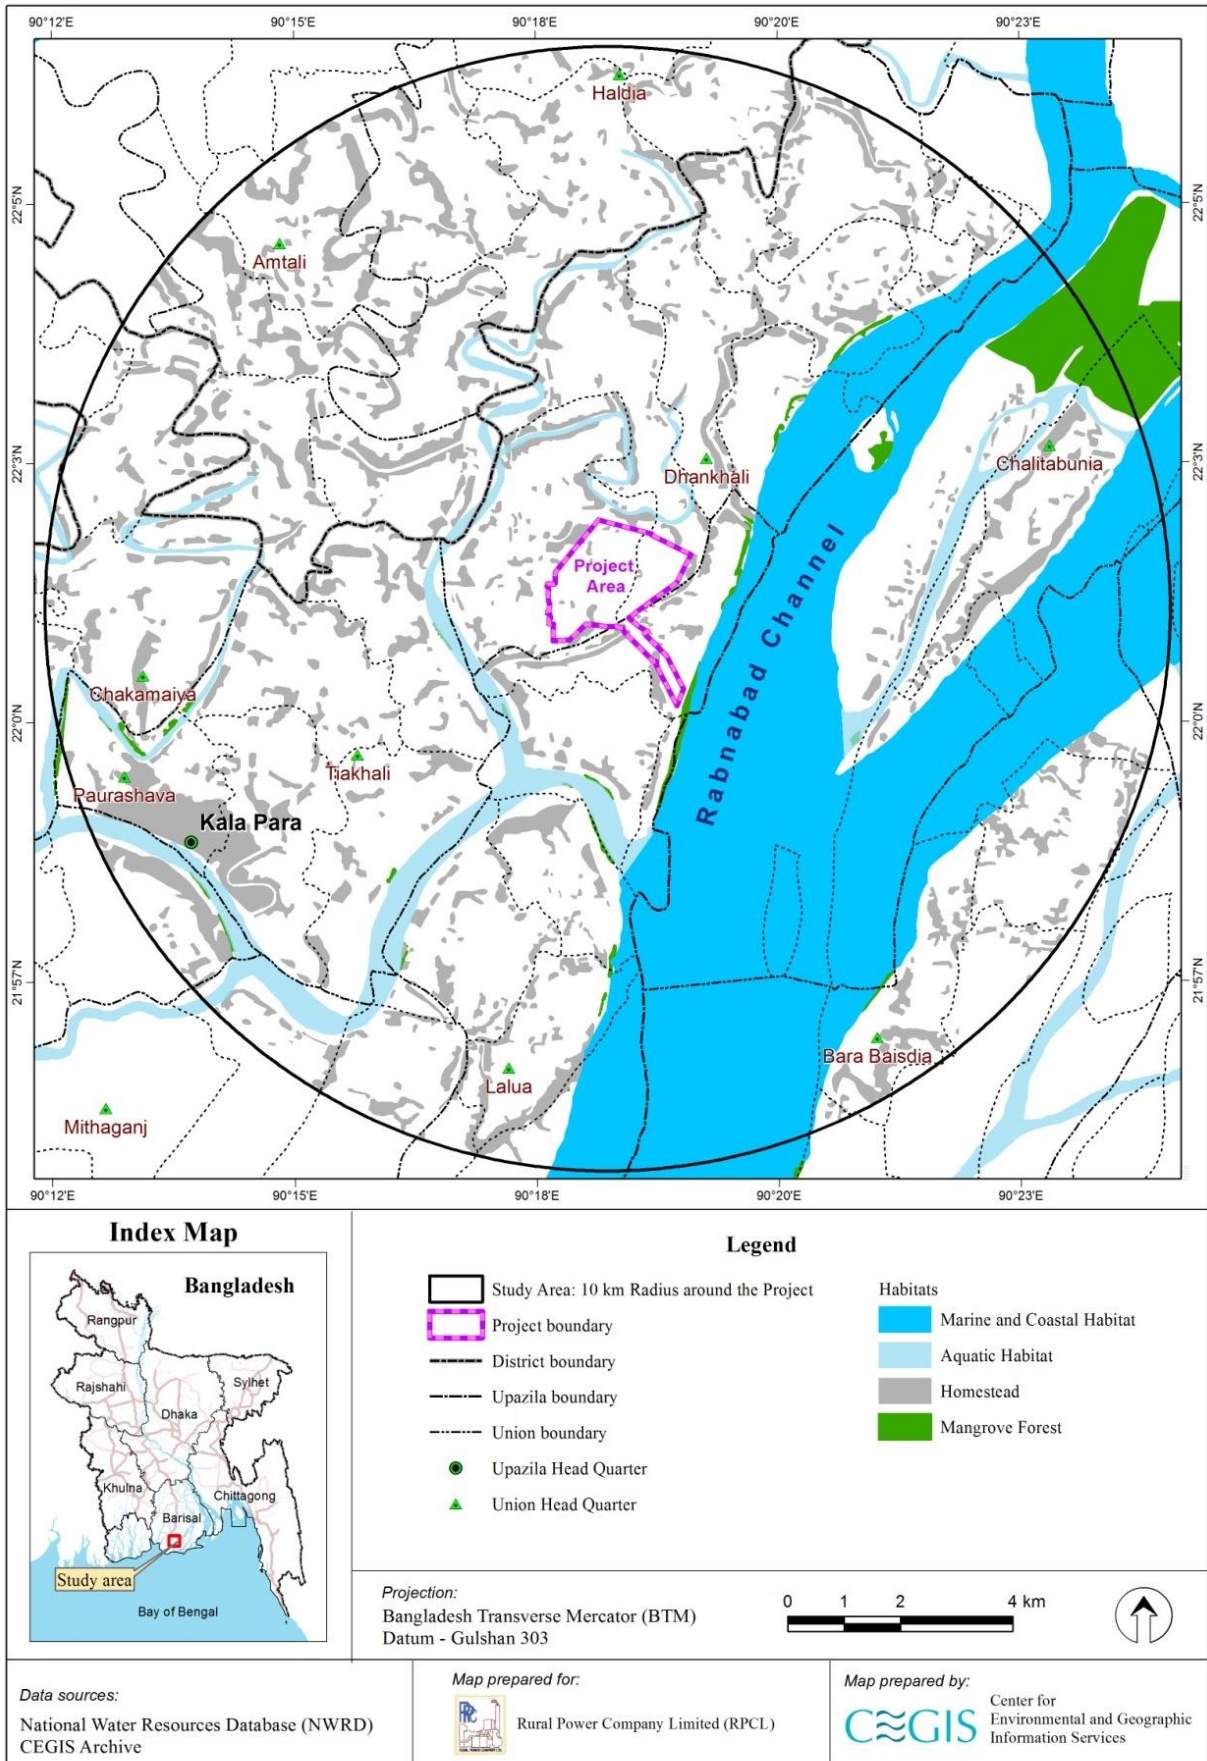 90°12'E 90°15'E 90°18'E 90°20'E 90°23'E
22°5'N 22°5'N
22°3'N 22°3'N
22°0'N 22°0'N
21°57'N 21°57'N
Haldia
Amtali
Dhankhali
Chalitabunia
Project
Area
Rabnabad Channel
Chakamaiya
Tiakhali
Paurashava
Kala Para
Bara Baisdia
Lalua
Mithaganj
90°12'E 90°15'E 90°18'E 90°20'E 90°23'E
Index Map
Bangladesh
Rangpur
Rajshahi
Sylhet
Dhaka
Khulna
Chittagong
Barisal
Study area
Bay of Bengal
Legend
Study Area: 10 km Radius around the Project
Project boundary
District boundary
Upazila boundary
Union boundary
Upazila Head Quarter
Union Head Quarter
Habitats
Marine and Coastal Habitat
Aquatic Habitat
Homestead
Mangrove Forest
Projection:
Bangladesh Transverse Mercator (BTM)
Datum - Gulshan 303
0 1 2 4 km
Data sources:
National Water Resources Database (NWRD)
CEGIS Archive
Map prepared for:
Rural Power Company Limited (RPCL)
Map prepared by:
CEGIS
Center for
Environmental and Geographic
Information Services